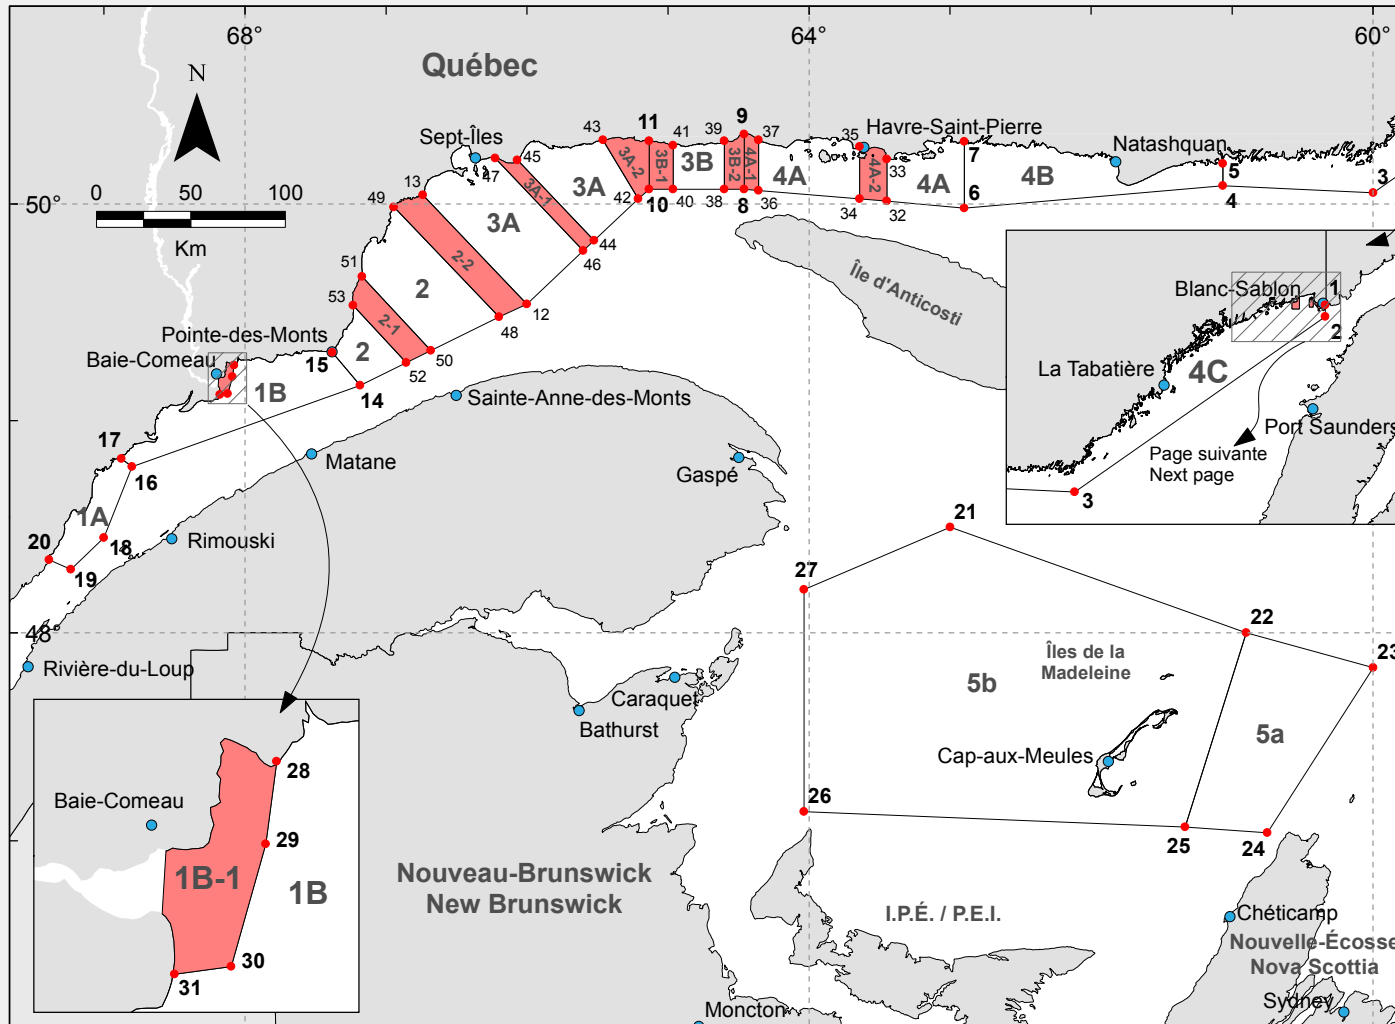 68°
64°
60°
Québec
N
0 50 100
Km
50°
48°
Sept-Îles
Havre-Saint-Pierre
Natashquan
43
11
41
39
9
37
35
33
7
5
3
47
45
3A-2
3B-1
3B
3B-2
4A-1
4A
4A-2
4A
4B
13
49
3A-1
3A
42
10
40
38
8
36
34
32
6
4
3A
44
46
51
2-2
2
12
48
53
2-1
Pointe-des-Monts
15
2
50
52
14
Baie-Comeau
1B
Île d'Anticosti
Sainte-Anne-des-Monts
Matane
Gaspé
17
16
1A
18
Rimouski
20
19
Rivière-du-Loup
Blanc-Sablon
1
2
La Tabatière
4C
Port Saunders
Page suivante
Next page
3
21
27
22
23
Îles de la
Madeleine
5b
5a
Cap-aux-Meules
Caraquet
Bathurst
26
25
24
Baie-Comeau
28
29
1B-1
1B
30
31
Nouveau-Brunswick
New Brunswick
I.P.É. / P.E.I.
Chéticamp
Nouvelle-Écosse
Nova Scottia
Sydney
Moncton